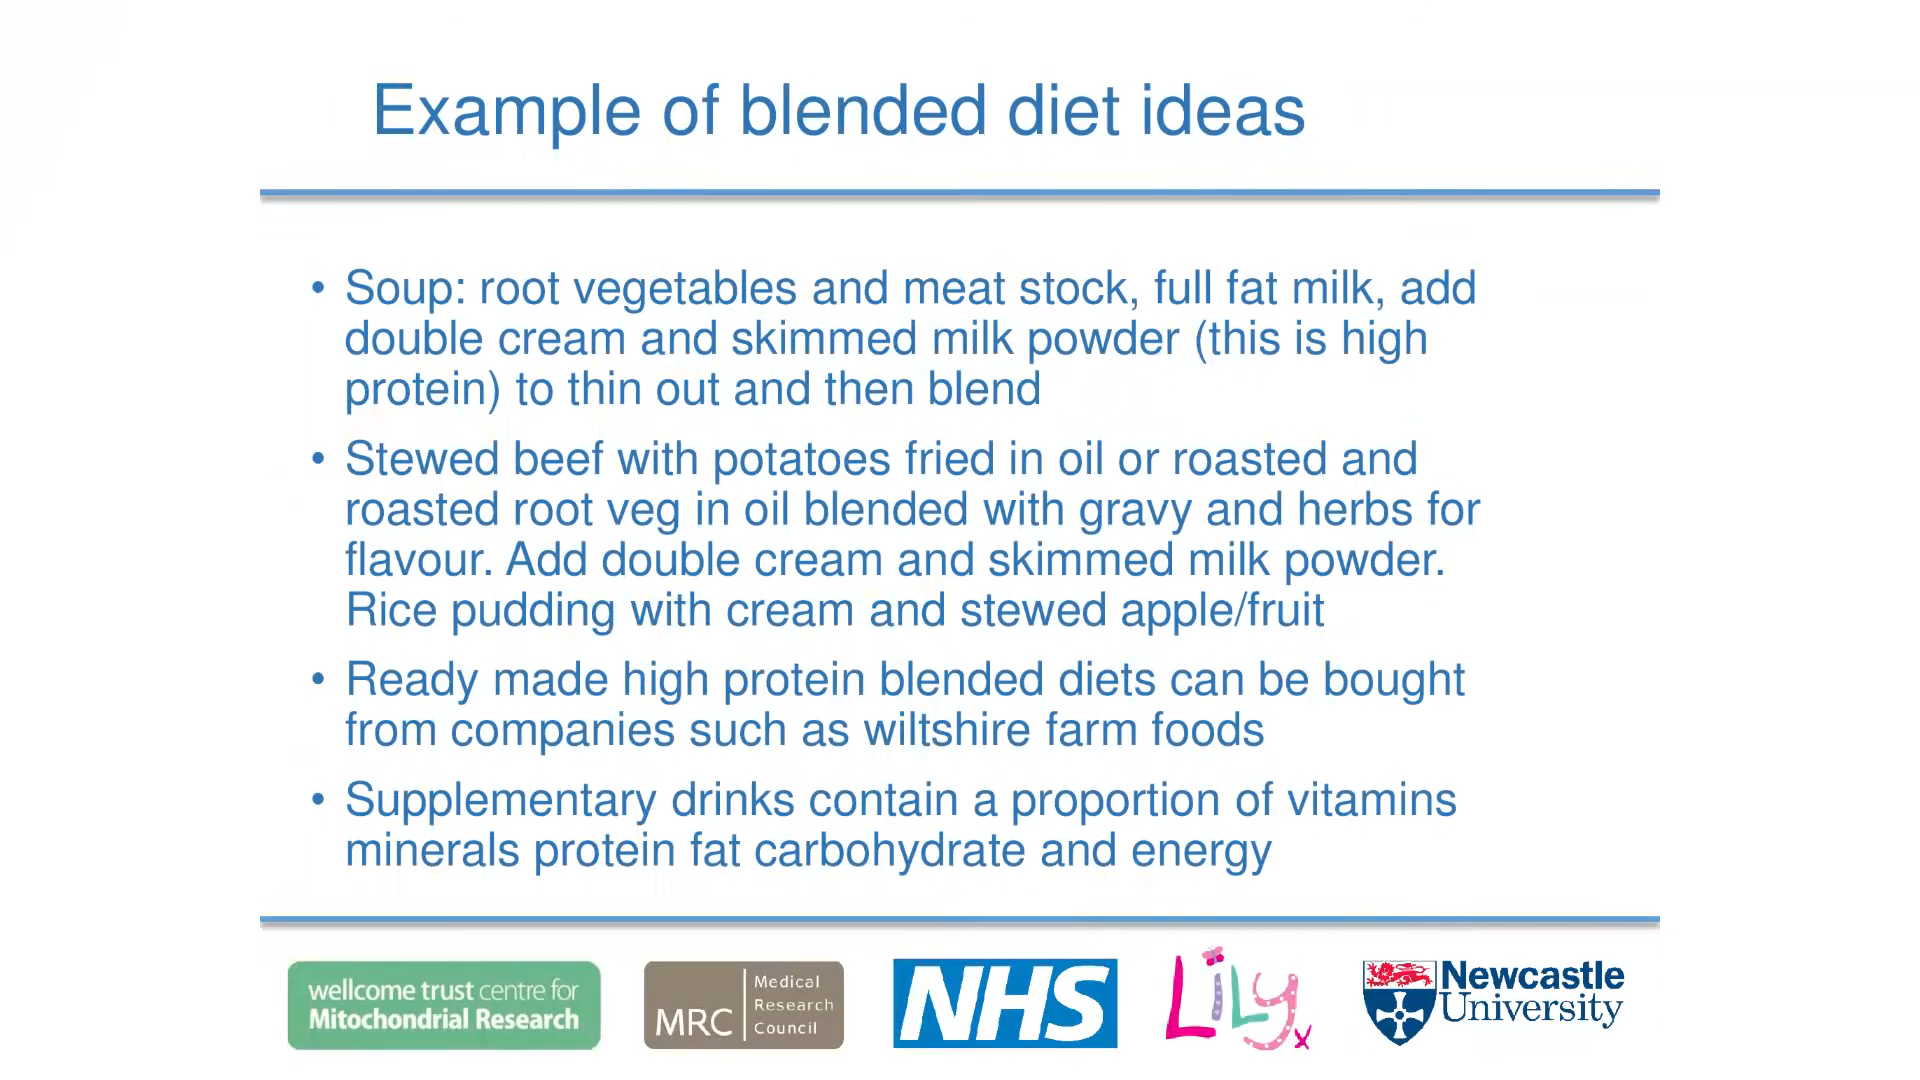 Example of blended diet ideas
• Soup: root vegetables and meat stock, full fat milk, add
double cream and skimmed milk powder (this is high
protein) to thin out and then blend
• Stewed beef with potatoes fried in oil or roasted and
roasted root veg in oil blended with gravy and herbs for
flavour. Add double cream and skimmed milk powder.
Rice pudding with cream and stewed apple/fruit
• Ready made high protein blended diets can be bought
from companies such as wiltshire farm foods
• Supplementary drinks contain a proportion of vitamins
minerals protein fat carbohydrate and energy
wellcome trust centre for
Mitochondrial Research
MRC
Medical
Research
Council
NHS
Lily x
Newcastle
University